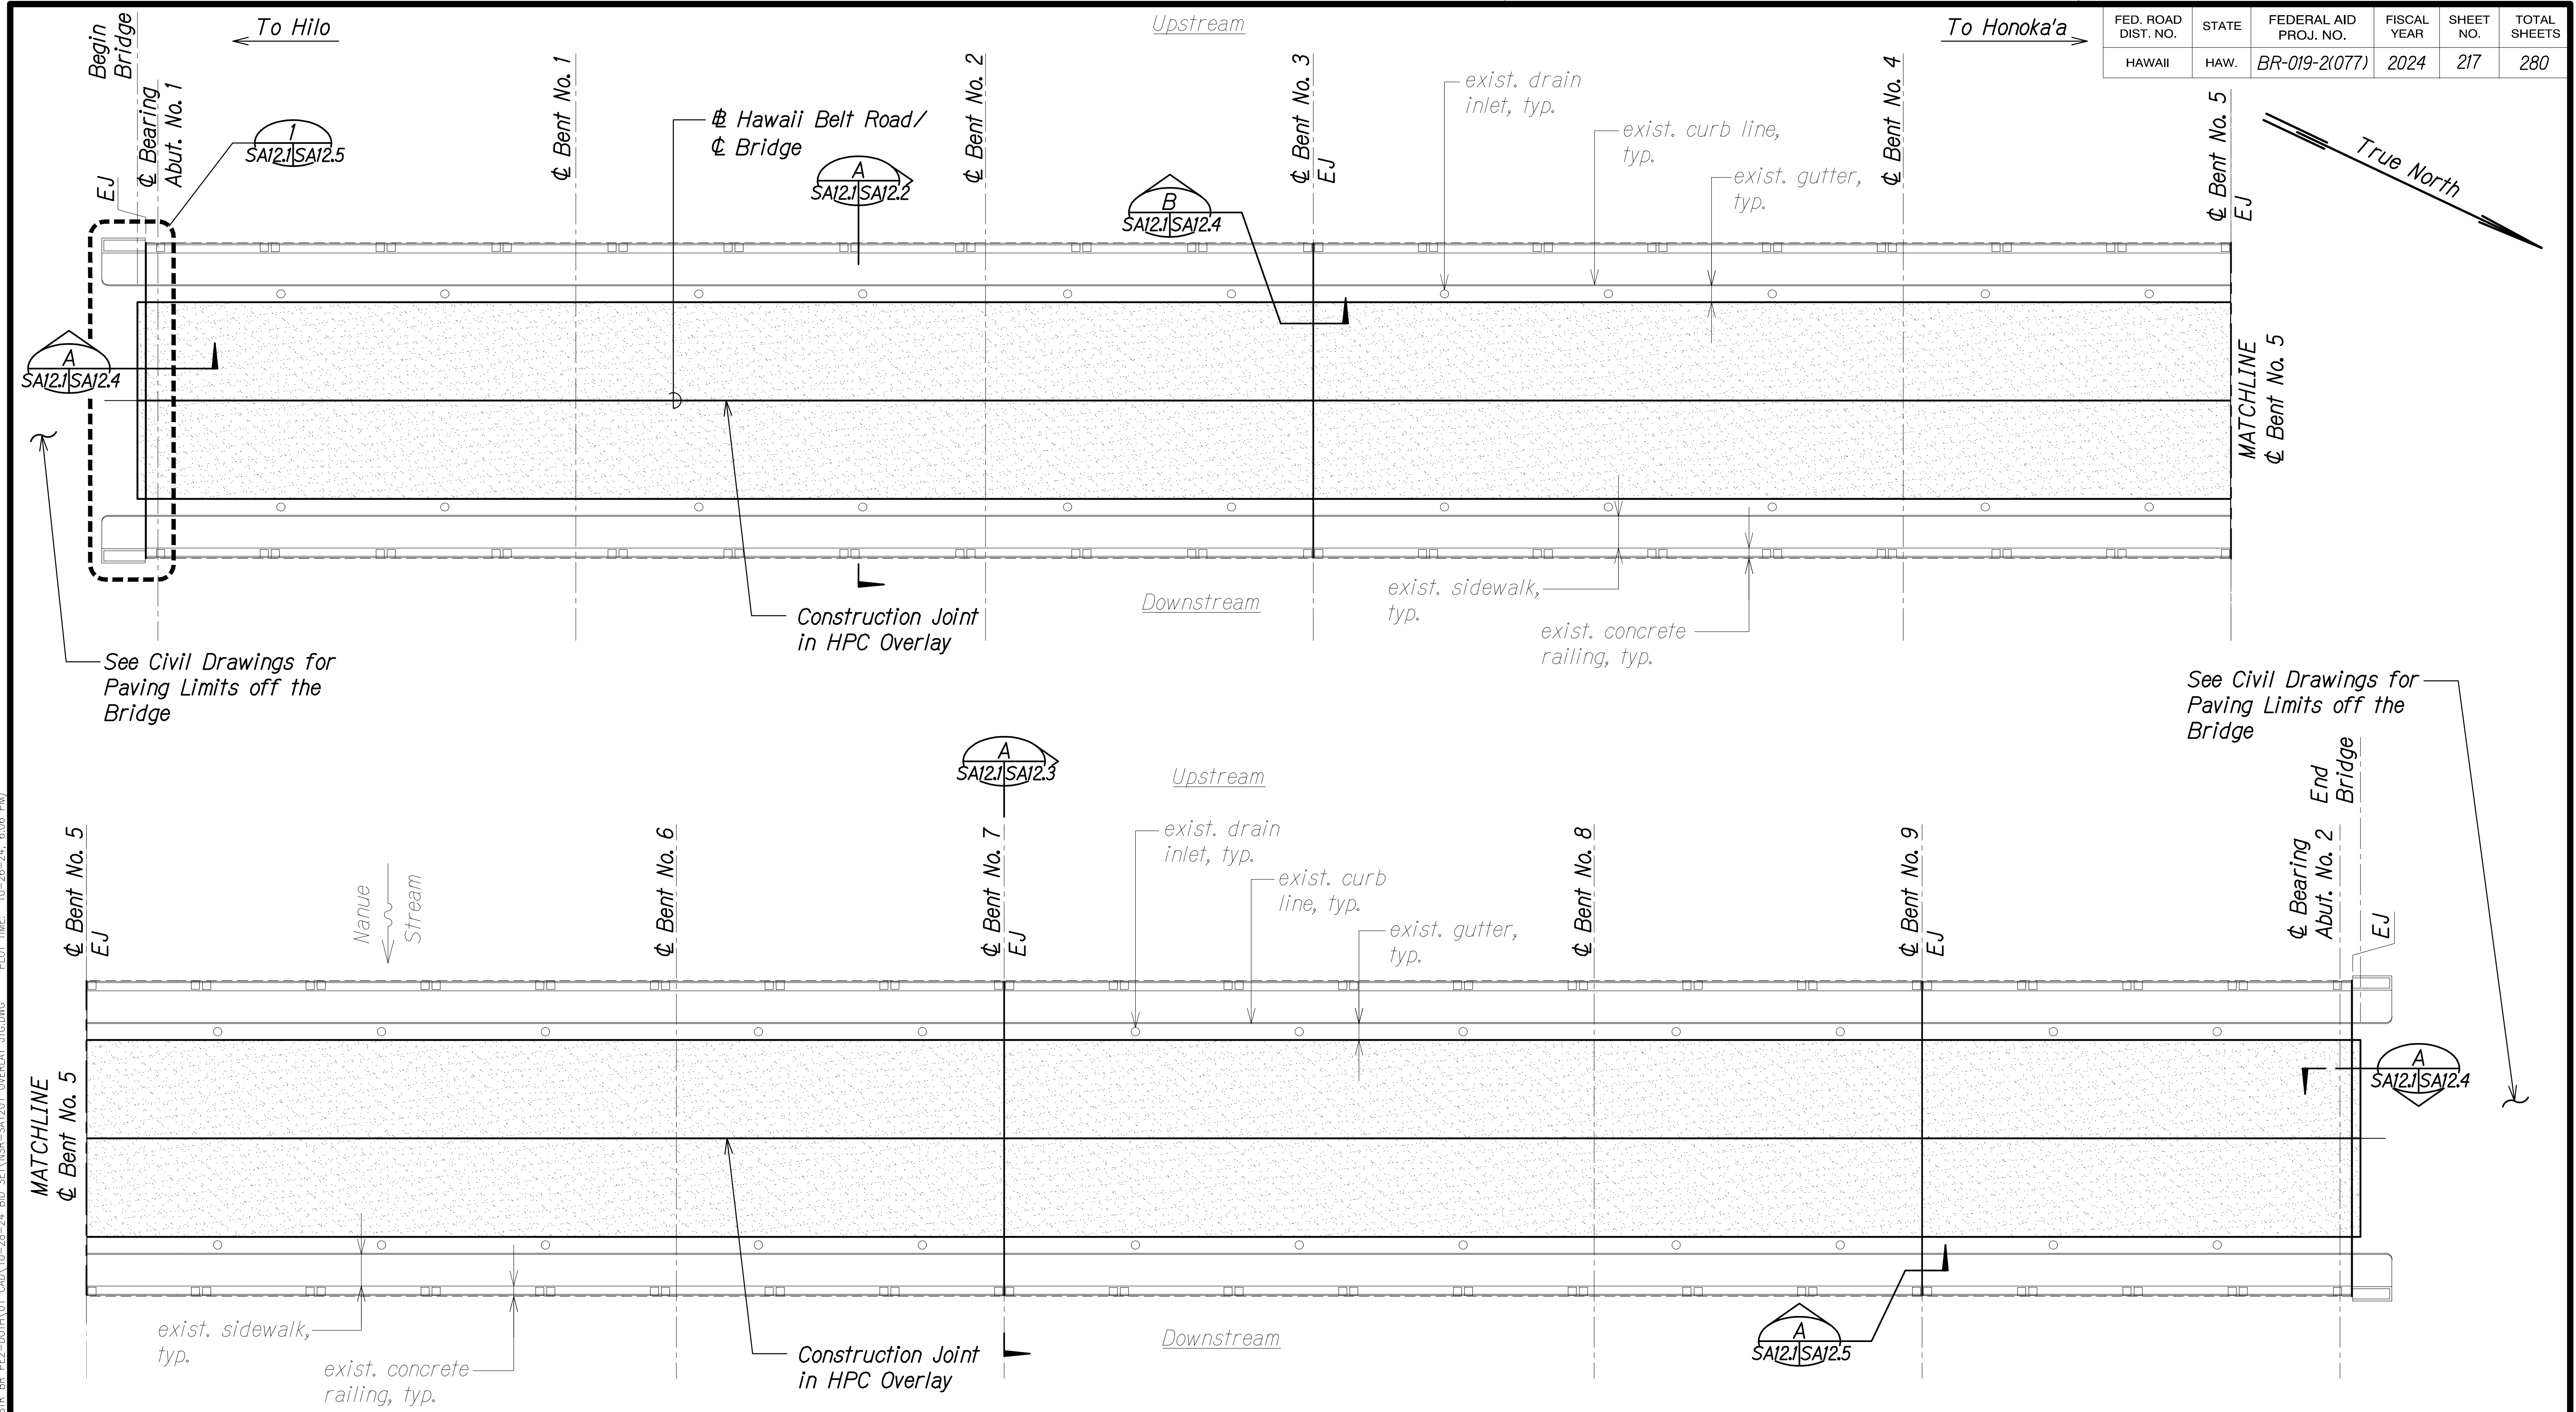 To Hilo
Upstream
To Honoka'a
FED. ROAD DIST. NO.
STATE
FEDERAL AID PROJ. NO.
FISCAL YEAR
SHEET NO.
TOTAL SHEETS
HAWAII
HAW.
BR-019-2(077)
2024
217
280
Begin
Bridge
℄ Bearing
Abut. No. 1
EJ
1
SA12.1 SA12.5
℄ Bent No. 1
℄ Hawaii Belt Road/
℄ Bridge
A
SA12.1 SA12.2
℄ Bent No. 2
B
SA12.1 SA12.4
℄ Bent No. 3
EJ
exist. drain
inlet, typ.
exist. curb line,
typ.
exist. gutter,
typ.
℄ Bent No. 4
℄ Bent No. 5
EJ
True North
A
SA12.1 SA12.4
MATCHLINE
℄ Bent No. 5
See Civil Drawings for
Paving Limits off the
Bridge
Construction Joint
in HPC Overlay
Downstream
exist. sidewalk,
typ.
exist. concrete
railing, typ.
See Civil Drawings for
Paving Limits off the
Bridge
A
SA12.1 SA12.3
Upstream
℄ Bent No. 5
EJ
Nanue
Stream
℄ Bent No. 6
℄ Bent No. 7
EJ
exist. drain
inlet, typ.
exist. curb
line, typ.
exist. gutter,
typ.
℄ Bent No. 8
℄ Bent No. 9
EJ
℄ Bearing
Abut. No. 2
End
Bridge
EJ
MATCHLINE
℄ Bent No. 5
A
SA12.1 SA12.4
exist. sidewalk,
typ.
exist. concrete
railing, typ.
Construction Joint
in HPC Overlay
Downstream
A
SA12.1 SA12.5